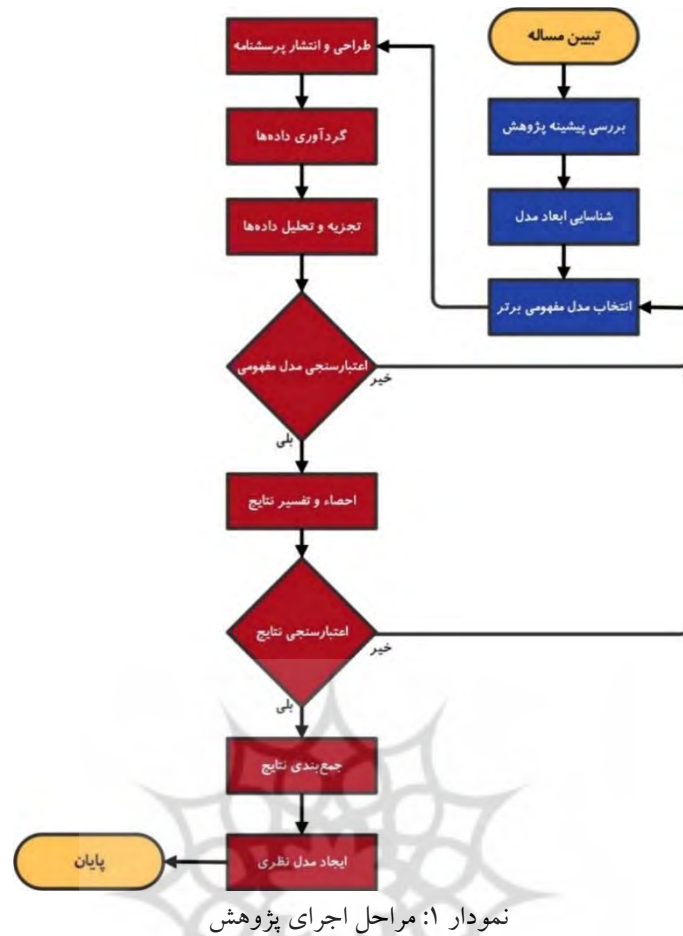 تبیین مساله
بررسی پیشینه پژوهش
شناسایی ابعاد مدل
انتخاب مدل مفهومی برتر
طراحی و انتشار پرسشنامه
گردآوری داده‌ها
تجزیه و تحلیل داده‌ها
اعتبارسنجی مدل مفهومی
خیر
بلی
احصاء و تفسیر نتایج
اعتبارسنجی نتایج
خیر
بلی
جمع‌بندی نتایج
ایجاد مدل نظری
پایان
نمودار ۱: مراحل اجرای پژوهش